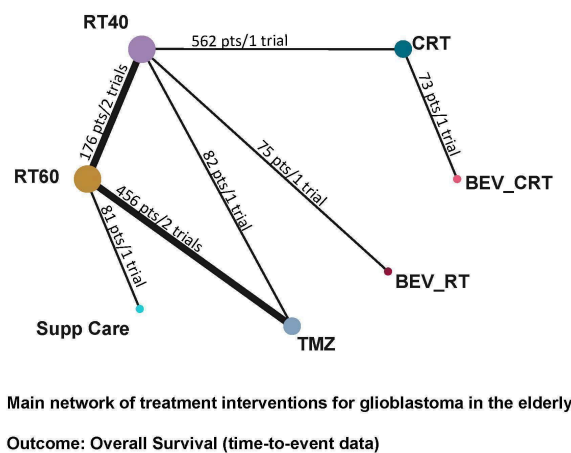 RT40
562 pts/1 trial
CRT
176 pts/2 trials
73 pts/1 trial
82 pts/1 trial
75 pts/1 trial
RT60
BEV_CRT
456 pts/2 trials
81 pts/1 trial
BEV_RT
Supp Care
TMZ
Main network of treatment interventions for glioblastoma in the elderly
Outcome: Overall Survival (time-to-event data)